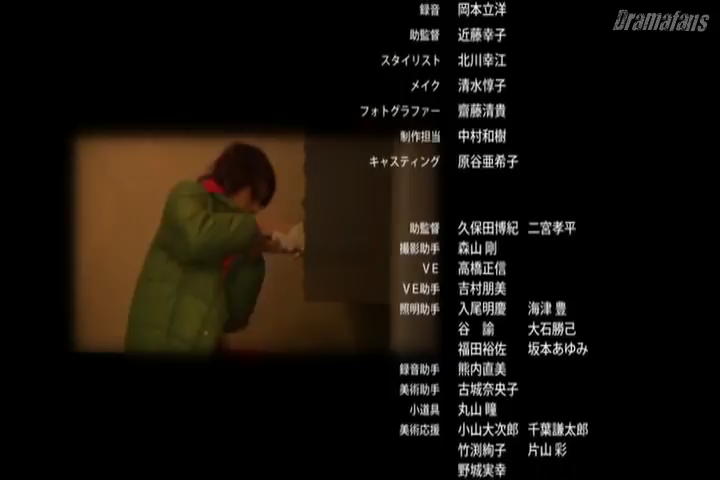 Dramafans
録音 岡本立洋
助監督 近藤幸子
スタイリスト 北川幸江
メイク 清水惇子
フォトグラファー 齋藤清貴
制作担当 中村和樹
キャスティング 原谷亜希子
助監督 久保田博紀 二宮孝平
撮影助手 森山 剛
VE 高橋正信
VE助手 吉村朋美
照明助手 入尾明慶 海津 豊
谷 諭 大石勝己
福田裕佐 坂本あゆみ
録音助手 熊内直美
美術助手 古城奈央子
小道具 丸山 瞳
美術応援 小山大次郎 千葉謙太郎
竹渕絢子 片山 彩
野城実幸